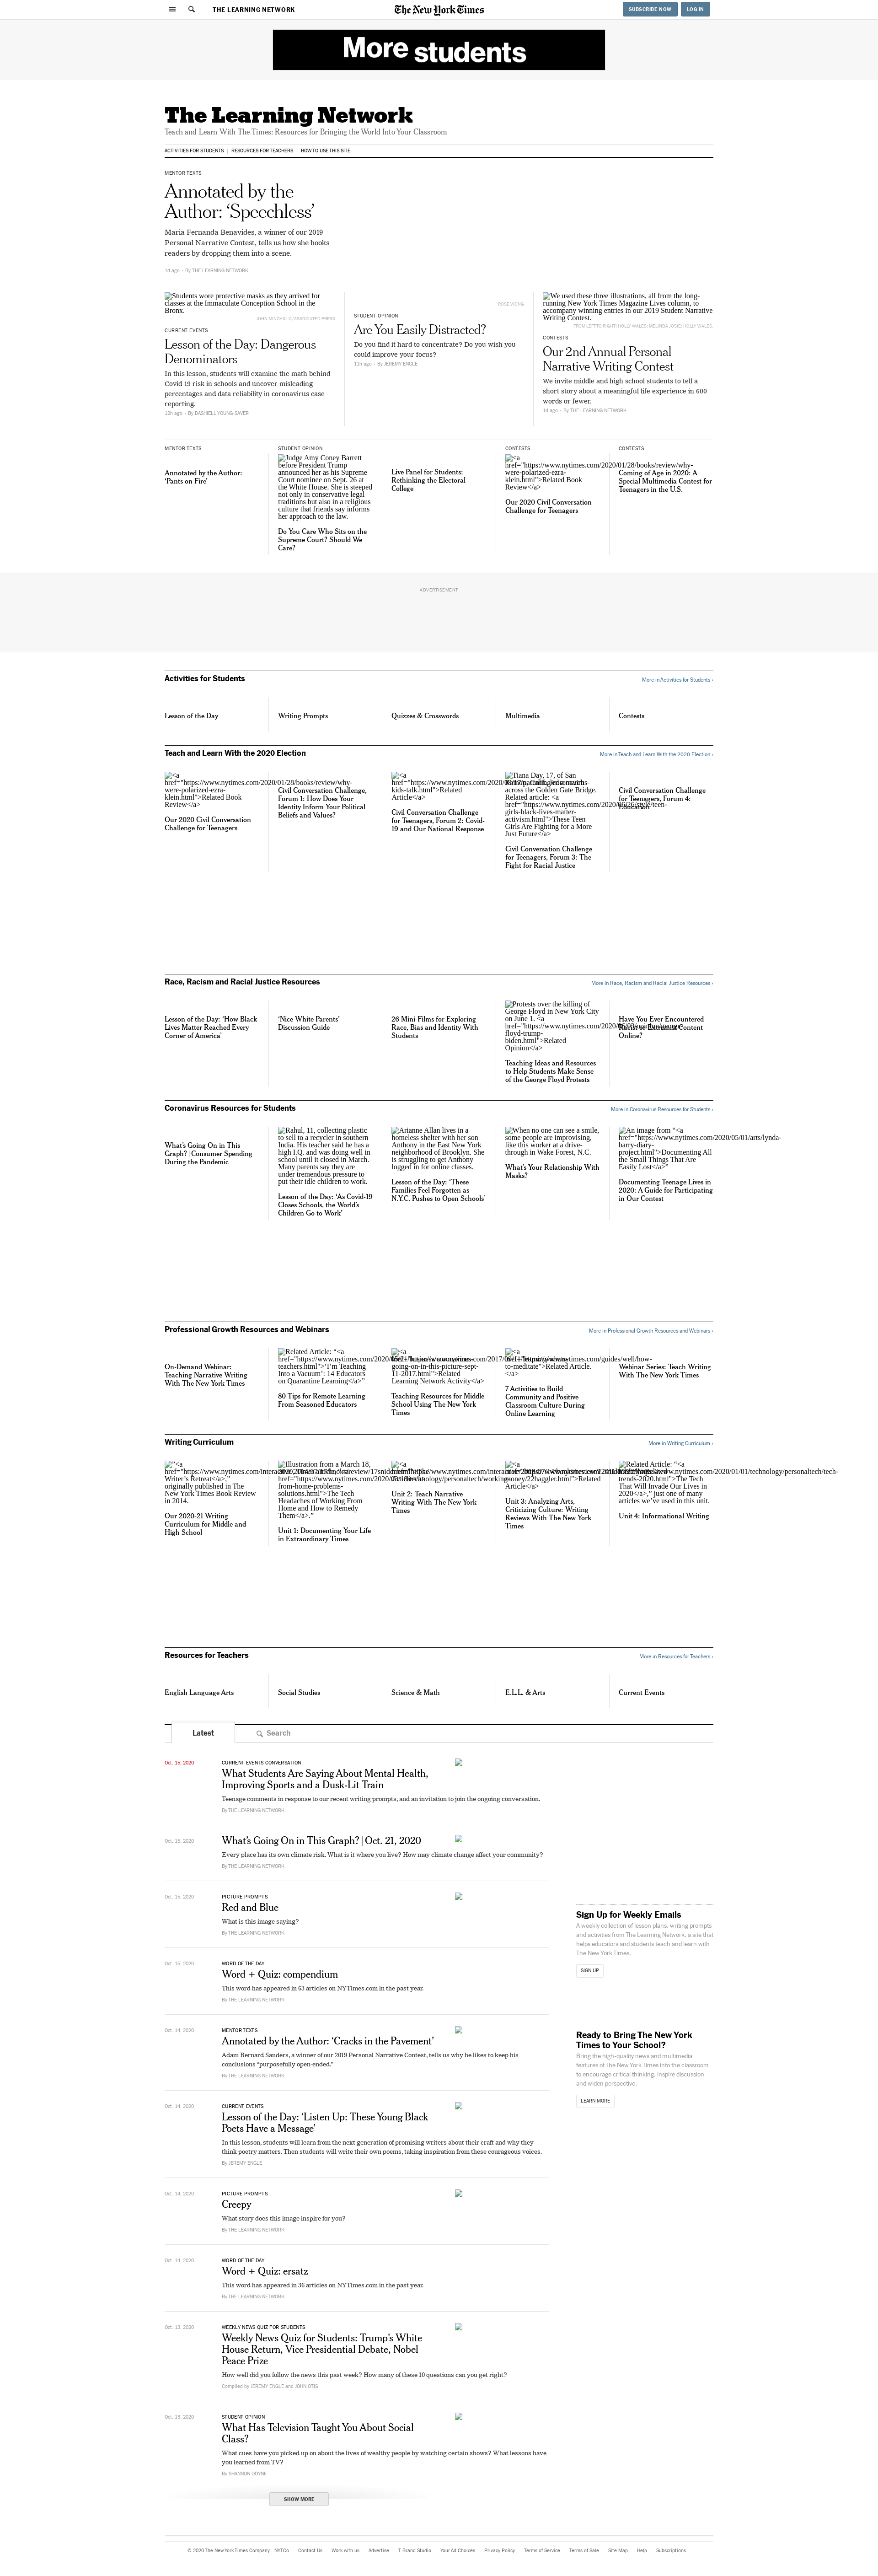 THE LEARNING NETWORK
The New York Times
SUBSCRIBE NOW
LOG IN
More students
The Learning Network
Teach and Learn With The Times: Resources for Bringing the World Into Your Classroom
ACTIVITIES FOR STUDENTS
RESOURCES FOR TEACHERS
HOW TO USE THIS SITE
MENTOR TEXTS
Annotated by the
Author: ‘Speechless’
Maria Fernanda Benavides, a winner of our 2019
Personal Narrative Contest, tells us how she hooks
readers by dropping them into a scene.
1d ago · By THE LEARNING NETWORK
Students wore protective masks as they arrived for
classes at the Immaculate Conception School in the
Bronx.
JOHN MINCHILLO/ASSOCIATED PRESS
CURRENT EVENTS
Lesson of the Day: Dangerous
Denominators
In this lesson, students will examine the math behind
Covid-19 risk in schools and uncover misleading
percentages and data reliability in coronavirus case
reporting.
12h ago · By DASHIELL YOUNG-SAVER
ROSE WONG
STUDENT OPINION
Are You Easily Distracted?
Do you find it hard to concentrate? Do you wish you
could improve your focus?
11h ago · By JEREMY ENGLE
We used these three illustrations, all from the long-
running New York Times Magazine Lives column, to
accompany winning entries in our 2019 Student Narrative
Writing Contest.
FROM LEFT TO RIGHT: HOLLY WALES; MELINDA JOSIE; HOLLY WALES.
CONTESTS
Our 2nd Annual Personal
Narrative Writing Contest
We invite middle and high school students to tell a
short story about a meaningful life experience in 600
words or fewer.
1d ago · By THE LEARNING NETWORK
MENTOR TEXTS
Annotated by the Author:
‘Pants on Fire’
STUDENT OPINION
Judge Amy Coney Barrett
before President Trump
announced her as his Supreme
Court nominee on Sept. 26 at
the White House. She is steeped
not only in conservative legal
traditions but also in a religious
culture that friends say informs
her approach to the law.
Do You Care Who Sits on the
Supreme Court? Should We
Care?
Live Panel for Students:
Rethinking the Electoral
College
CONTESTS
<a
href="https://www.nytimes.com/2020/01/28/books/review/why-
were-polarized-ezra-
klein.html">Related Book
Review</a>
Our 2020 Civil Conversation
Challenge for Teenagers
CONTESTS
Coming of Age in 2020: A
Special Multimedia Contest for
Teenagers in the U.S.
ADVERTISEMENT
Activities for Students
More in Activities for Students ›
Lesson of the Day
Writing Prompts
Quizzes & Crosswords
Multimedia
Contests
Teach and Learn With the 2020 Election
More in Teach and Learn With the 2020 Election ›
<a
href="https://www.nytimes.com/2020/01/28/books/review/why-
were-polarized-ezra-
klein.html">Related Book
Review</a>
Our 2020 Civil Conversation
Challenge for Teenagers
Civil Conversation Challenge,
Forum 1: How Does Your
Identity Inform Your Political
Beliefs and Values?
<a
kids-talk.html">Related
Article</a>
Civil Conversation Challenge
for Teenagers, Forum 2: Covid-
19 and Our National Response
Tiana Day, 17, of San
across the Golden Gate Bridge.
Related article: <a
girls-black-lives-matter-
activism.html">These Teen
Girls Are Fighting for a More
Just Future</a>
Civil Conversation Challenge
for Teenagers, Forum 3: The
Fight for Racial Justice
Civil Conversation Challenge
for Teenagers, Forum 4:
Education
Race, Racism and Racial Justice Resources
More in Race, Racism and Racial Justice Resources ›
Lesson of the Day: ‘How Black
Lives Matter Reached Every
Corner of America’
‘Nice White Parents’
Discussion Guide
26 Mini-Films for Exploring
Race, Bias and Identity With
Students
Protests over the killing of
George Floyd in New York City
on June 1. <a
floyd-trump-
biden.html">Related
Opinion</a>
Teaching Ideas and Resources
to Help Students Make Sense
of the George Floyd Protests
Have You Ever Encountered
Racist or Extremist Content
Online?
Coronavirus Resources for Students
More in Coronavirus Resources for Students ›
What’s Going On in This
Graph? | Consumer Spending
During the Pandemic
Rahul, 11, collecting plastic
to sell to a recycler in southern
India. His teacher said he has a
high I.Q. and was doing well in
school until it closed in March.
Many parents say they are
under tremendous pressure to
put their idle children to work.
Lesson of the Day: ‘As Covid-19
Closes Schools, the World’s
Children Go to Work’
Arianne Allan lives in a
homeless shelter with her son
Anthony in the East New York
neighborhood of Brooklyn. She
is struggling to get Anthony
logged in for online classes.
Lesson of the Day: ‘These
Families Feel Forgotten as
N.Y.C. Pushes to Open Schools’
When no one can see a smile,
some people are improvising,
like this worker at a drive-
through in Wake Forest, N.C.
What’s Your Relationship With
Masks?
An image from “<a
href="https://www.nytimes.com/2020/05/01/arts/lynda-
barry-diary-
project.html">Documenting All
the Small Things That Are
Easily Lost</a>”
Documenting Teenage Lives in
2020: A Guide for Participating
in Our Contest
Professional Growth Resources and Webinars
More in Professional Growth Resources and Webinars ›
On-Demand Webinar:
Teaching Narrative Writing
With The New York Times
Related Article: “<a
teachers.html">‘I’m Teaching
Into a Vacuum’: 14 Educators
on Quarantine Learning</a>”
80 Tips for Remote Learning
From Seasoned Educators
<a
going-on-in-this-picture-sept-
11-2017.html">Related
Learning Network Activity</a>
Teaching Resources for Middle
School Using The New York
Times
<a
to-meditate">Related Article.
</a>
7 Activities to Build
Community and Positive
Classroom Culture During
Online Learning
Webinar Series: Teach Writing
With The New York Times
Writing Curriculum
More in Writing Curriculum ›
Writer’s Retreat</a>,”
originally published in The
New York Times Book Review
in 2014.
Our 2020-21 Writing
Curriculum for Middle and
High School
Illustration from a March 18,
from-home-problems-
solutions.html">The Tech
Headaches of Working From
Home and How to Remedy
Them</a>.”
Unit 1: Documenting Your Life
in Extraordinary Times
<a
Unit 2: Teach Narrative
Writing With The New York
Times
<a
Article</a>
Unit 3: Analyzing Arts,
Criticizing Culture: Writing
Reviews With The New York
Times
Related Article: “<a
trends-2020.html">The Tech
That Will Invade Our Lives in
2020</a>,” just one of many
articles we’ve used in this unit.
Unit 4: Informational Writing
Resources for Teachers
More in Resources for Teachers ›
English Language Arts
Social Studies
Science & Math
E.L.L. & Arts
Current Events
Latest
Search
Oct. 15, 2020
CURRENT EVENTS CONVERSATION
What Students Are Saying About Mental Health,
Improving Sports and a Dusk-Lit Train
Teenage comments in response to our recent writing prompts, and an invitation to join the ongoing conversation.
By THE LEARNING NETWORK
Oct. 15, 2020
What’s Going On in This Graph? | Oct. 21, 2020
Every place has its own climate risk. What is it where you live? How may climate change affect your community?
By THE LEARNING NETWORK
Oct. 15, 2020
PICTURE PROMPTS
Red and Blue
What is this image saying?
By THE LEARNING NETWORK
Oct. 15, 2020
WORD OF THE DAY
Word + Quiz: compendium
This word has appeared in 63 articles on NYTimes.com in the past year.
By THE LEARNING NETWORK
Oct. 14, 2020
MENTOR TEXTS
Annotated by the Author: ‘Cracks in the Pavement’
Adam Bernard Sanders, a winner of our 2019 Personal Narrative Contest, tells us why he likes to keep his
conclusions “purposefully open-ended.”
By THE LEARNING NETWORK
Oct. 14, 2020
CURRENT EVENTS
Lesson of the Day: ‘Listen Up: These Young Black
Poets Have a Message’
In this lesson, students will learn from the next generation of promising writers about their craft and why they
think poetry matters. Then students will write their own poems, taking inspiration from these courageous voices.
By JEREMY ENGLE
Oct. 14, 2020
PICTURE PROMPTS
Creepy
What story does this image inspire for you?
By THE LEARNING NETWORK
Oct. 14, 2020
WORD OF THE DAY
Word + Quiz: ersatz
This word has appeared in 36 articles on NYTimes.com in the past year.
By THE LEARNING NETWORK
Oct. 13, 2020
WEEKLY NEWS QUIZ FOR STUDENTS
Weekly News Quiz for Students: Trump’s White
House Return, Vice Presidential Debate, Nobel
Peace Prize
How well did you follow the news this past week? How many of these 10 questions can you get right?
Compiled by JEREMY ENGLE and JOHN OTIS
Oct. 13, 2020
STUDENT OPINION
What Has Television Taught You About Social
Class?
What cues have you picked up on about the lives of wealthy people by watching certain shows? What lessons have
you learned from TV?
By SHANNON DOYNE
SHOW MORE
Sign Up for Weekly Emails
A weekly collection of lesson plans, writing prompts
and activities from The Learning Network, a site that
helps educators and students teach and learn with
The New York Times.
SIGN UP
Ready to Bring The New York
Times to Your School?
Bring the high-quality news and multimedia
features of The New York Times into the classroom
to encourage critical thinking, inspire discussion
and widen perspective.
LEARN MORE
© 2020 The New York Times Company
NYTCo
Contact Us
Work with us
Advertise
T Brand Studio
Your Ad Choices
Privacy Policy
Terms of Service
Terms of Sale
Site Map
Help
Subscriptions